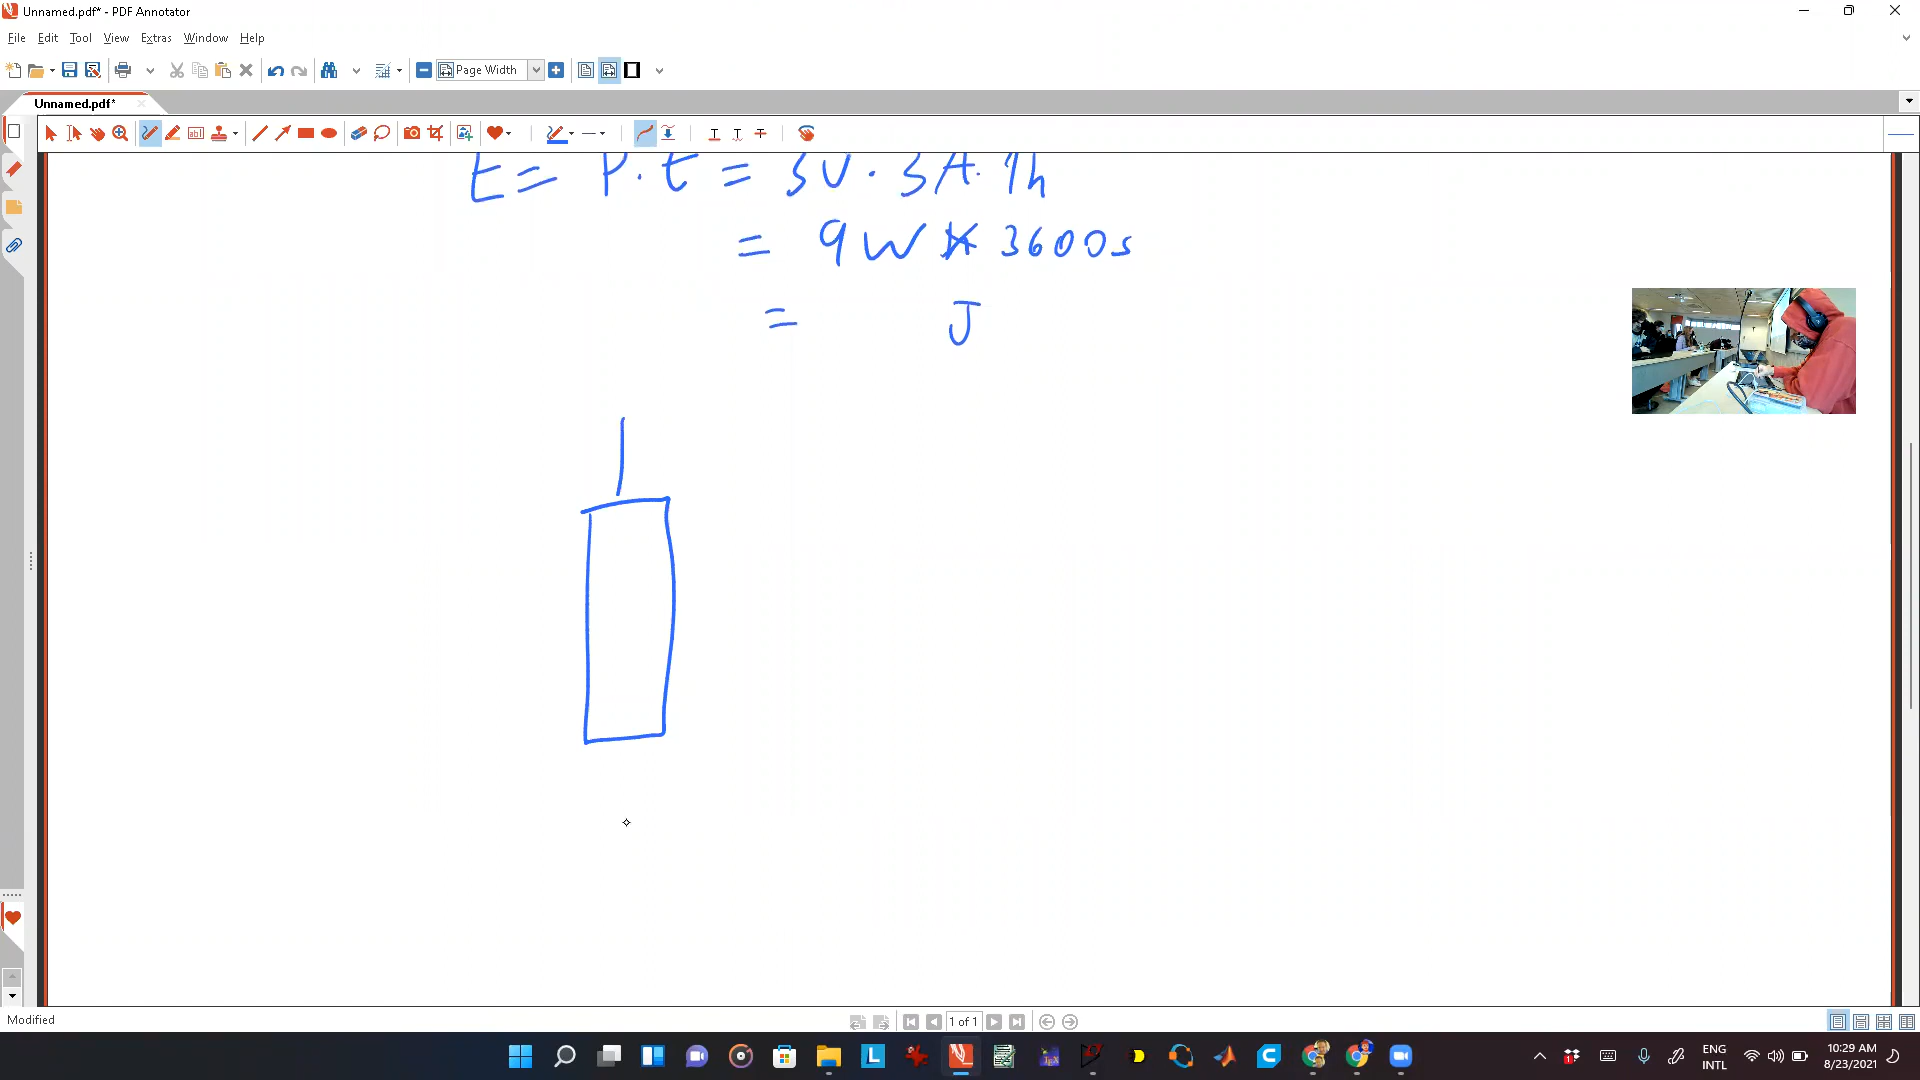 Unnamed.pdf* - PDF Annotator
File Edit Tool View Extras Window Help
Page Width
Unnamed.pdf*
E = P.t = 3V. 3A. 1h
= 9W 3600s
= J
Modified
1 of 1
ENG
INTL
10:29 AM
8/23/2021